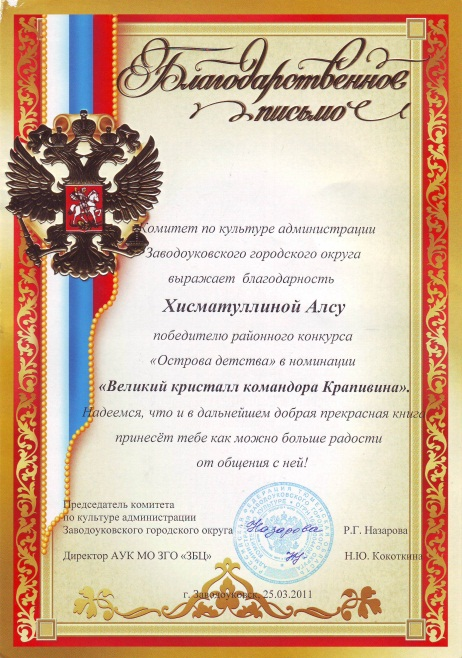 Благодарственное
письмо
Комитет по культуре администрации
Заводоуковского городского округа
выражает благодарность
Хисматуллиной Алсу
победителю районного конкурса
«Острова детства» в номинации
«Великий кристалл командора Крапивина».
Надеемся, что и в дальнейшем добрая прекрасная книга
принесёт тебе как можно больше радости
от общения с ней!
Председатель комитета
по культуре администрации
Заводоуковского городского округа Назарова Р.Г. Назарова
Директор АУК МО ЗГО «ЗБЦ» Н.Ю. Кокоткина
г. Заводоуковск, 25.03.2011